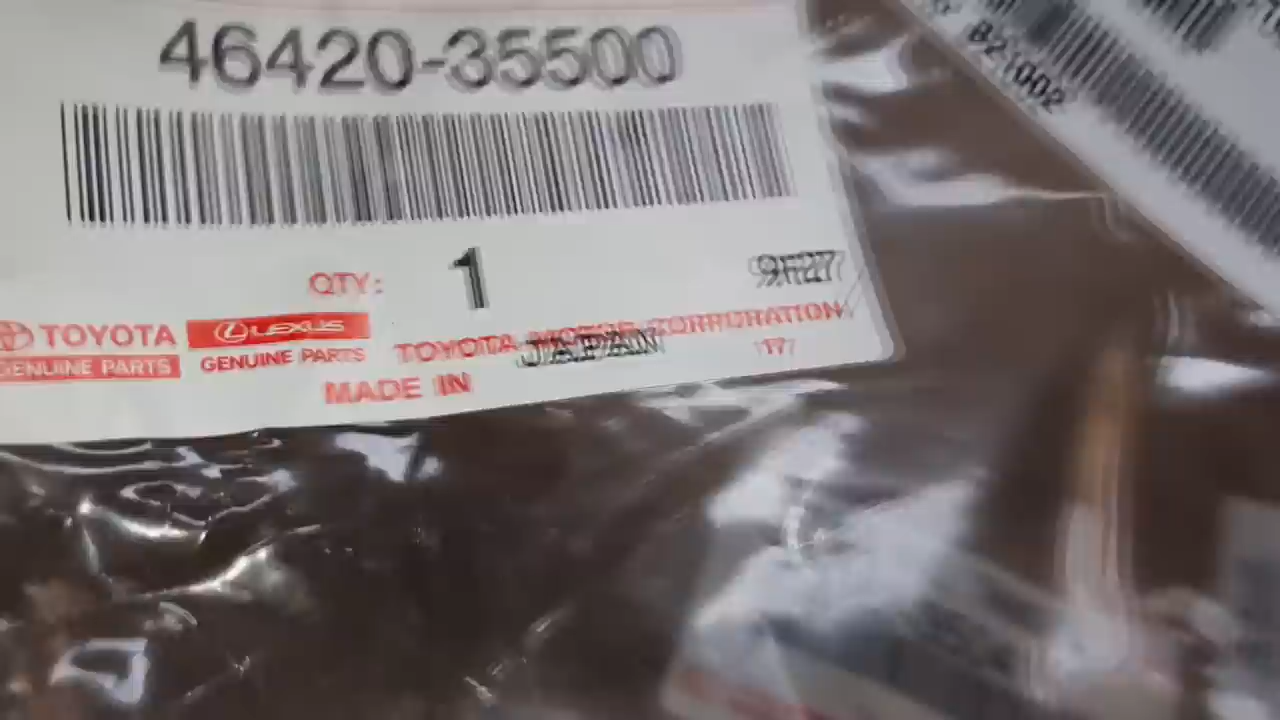 46420-35500
QTY: 1 9F27
TOYOTA LEXUS TOYOTA MOTOR CORPORATION
GENUINE PARTS GENUINE PARTS
MADE IN JAPAN